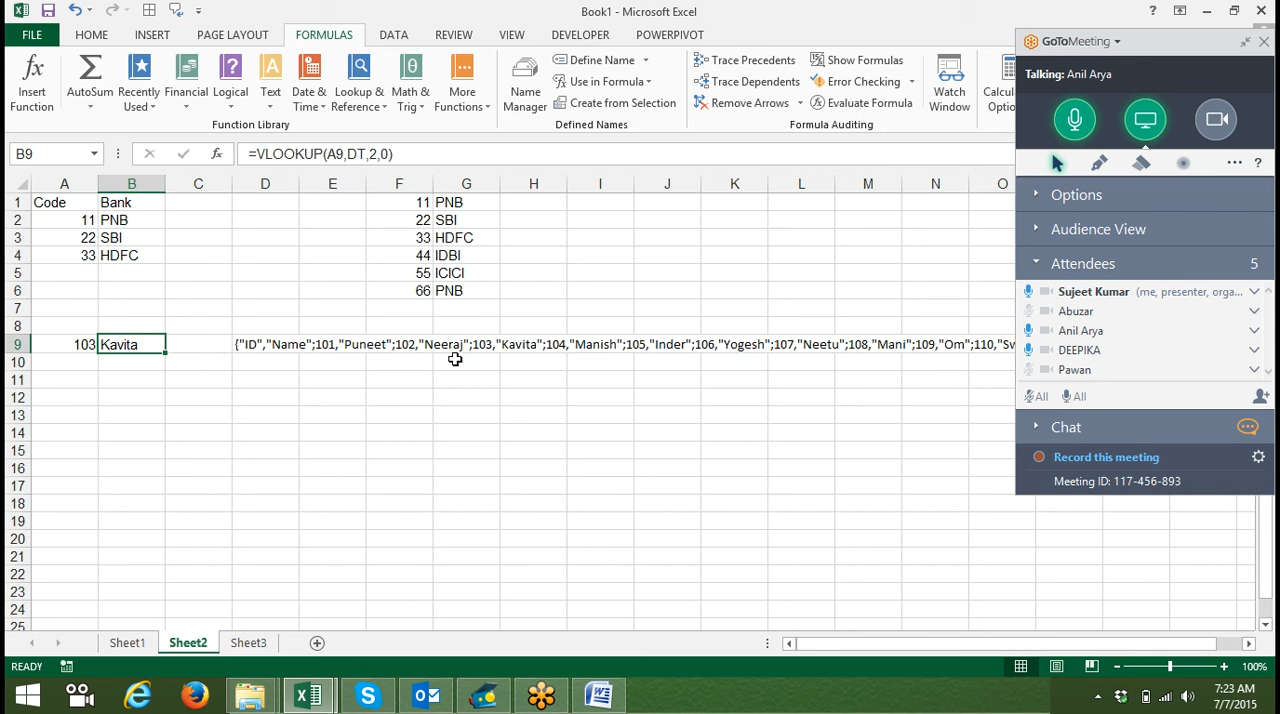 Book1 - Microsoft Excel
FILE HOME INSERT PAGE LAYOUT FORMULAS DATA REVIEW VIEW DEVELOPER POWERPIVOT
Insert Function
AutoSum
Recently Used
Financial
Logical
Text
Date & Time
Lookup & Reference
Math & Trig
More Functions
Function Library
Name Manager
Define Name
Use in Formula
Create from Selection
Defined Names
Trace Precedents
Trace Dependents
Remove Arrows
Show Formulas
Error Checking
Evaluate Formula
Formula Auditing
Watch Window
B9 fx =VLOOKUP(A9,DT,2,0)
A B C D E F G H I J K L M N O
1 Code Bank 11 PNB
2 11 PNB 22 SBI
3 22 SBI 33 HDFC
4 33 HDFC 44 IDBI
5 55 ICICI
6 66 PNB
7
8
9 103 Kavita {"ID","Name";101,"Puneet";102,"Neeraj";103,"Kavita";104,"Manish";105,"Inder";106,"Yogesh";107,"Neetu";108,"Mani";109,"Om";110,"Sw
10
11
12
13
14
15
16
17
18
19
20
21
22
23
24
25
Sheet1 Sheet2 Sheet3
READY
100%
GoToMeeting
Talking: Anil Arya
Options
Audience View
Attendees 5
Sujeet Kumar (me, presenter, orga...
Abuzar
Anil Arya
DEEPIKA
Pawan
All All
Chat
Record this meeting
Meeting ID: 117-456-893
7:23 AM
7/7/2015